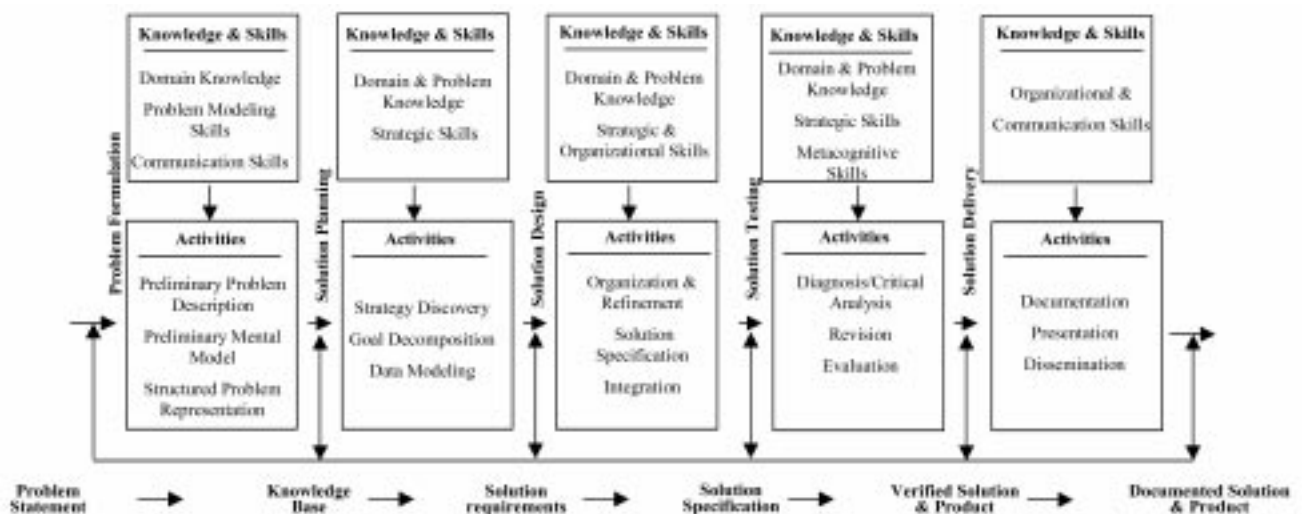 Knowledge & Skills
Domain Knowledge
Problem Modeling
Skills
Communication Skills
Knowledge & Skills
Domain & Problem
Knowledge
Strategic Skills
Knowledge & Skills
Domain & Problem
Knowledge
Strategic &
Organizational Skills
Knowledge & Skills
Domain & Problem
Knowledge
Strategic Skills
Metacognitive
Skills
Knowledge & Skills
Organizational &
Communication Skills
Problem Formulation
Activities
Preliminary Problem
Description
Preliminary Mental
Model
Structured Problem
Representation
Solution Planning
Activities
Strategy Discovery
Goal Decomposition
Data Modeling
Solution Design
Activities
Organization &
Refinement
Solution
Specification
Integration
Solution Testing
Activities
Diagnosis/Critical
Analysis
Revision
Evaluation
Solution Delivery
Activities
Documentation
Presentation
Dissemination
Problem
Statement
Knowledge
Base
Solution
requirements
Solution
Specification
Verified Solution
& Product
Documented Solution
& Product